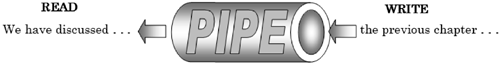 READ
WRITE
We have discussed . . .
PIPE
the previous chapter . . .